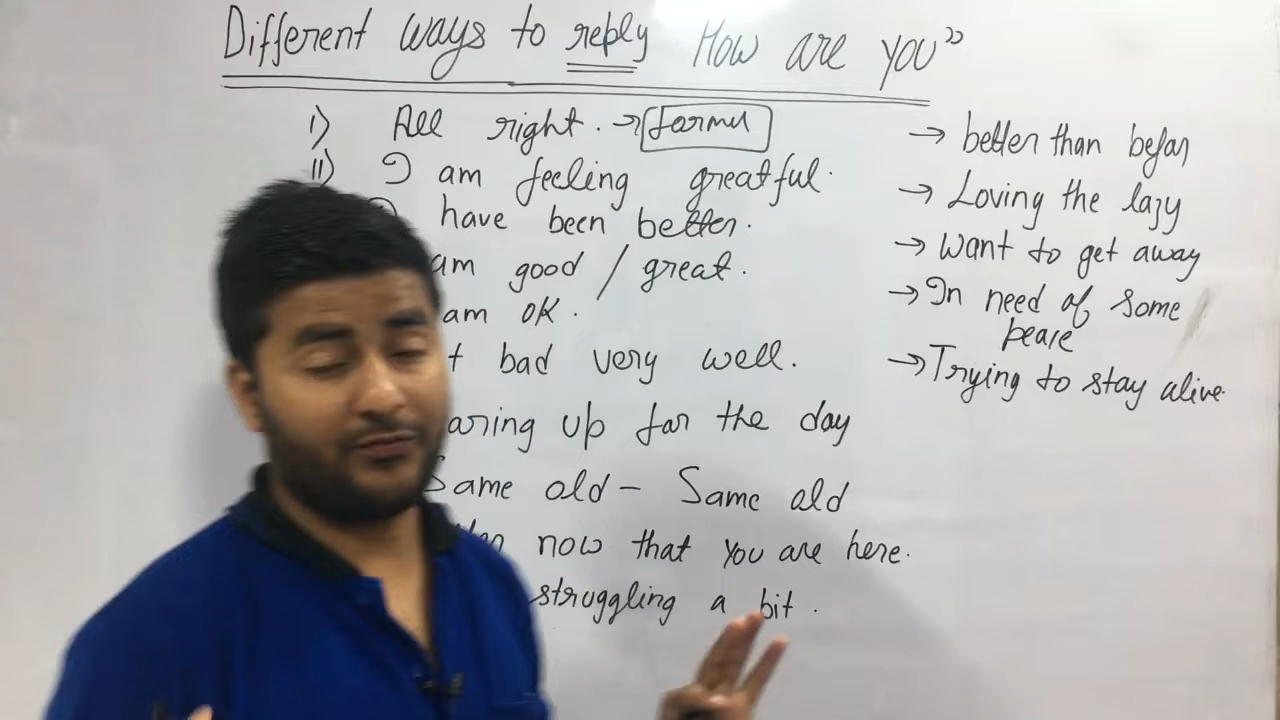 Different ways to reply How are you"
I) All right. → formu
II) I am feeling greatful.
have been better.
am good / great.
am OK.
bad very well.
aring up for the day
Same old - Same old
now that you are here.
struggling a bit.
→ better than befor
→ Loving the lazy
→ want to get away
→ In need of some
peace
→ Trying to stay alive.